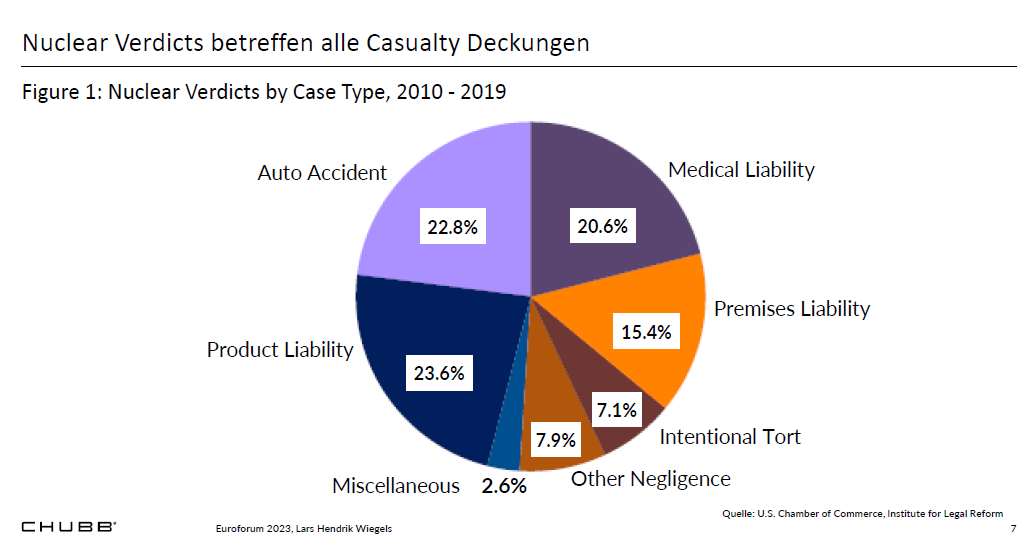 Nuclear Verdicts betreffen alle Casualty Deckungen
Figure 1: Nuclear Verdicts by Case Type, 2010 - 2019
Auto Accident
Medical Liability
22.8%
20.6%
Premises Liability
15.4%
Product Liability
23.6%
7.1%
Intentional Tort
7.9%
Other Negligence
Miscellaneous 2.6%
Quelle: U.S. Chamber of Commerce, Institute for Legal Reform
CHUBB®
Euroforum 2023, Lars Hendrik Wiegels
7